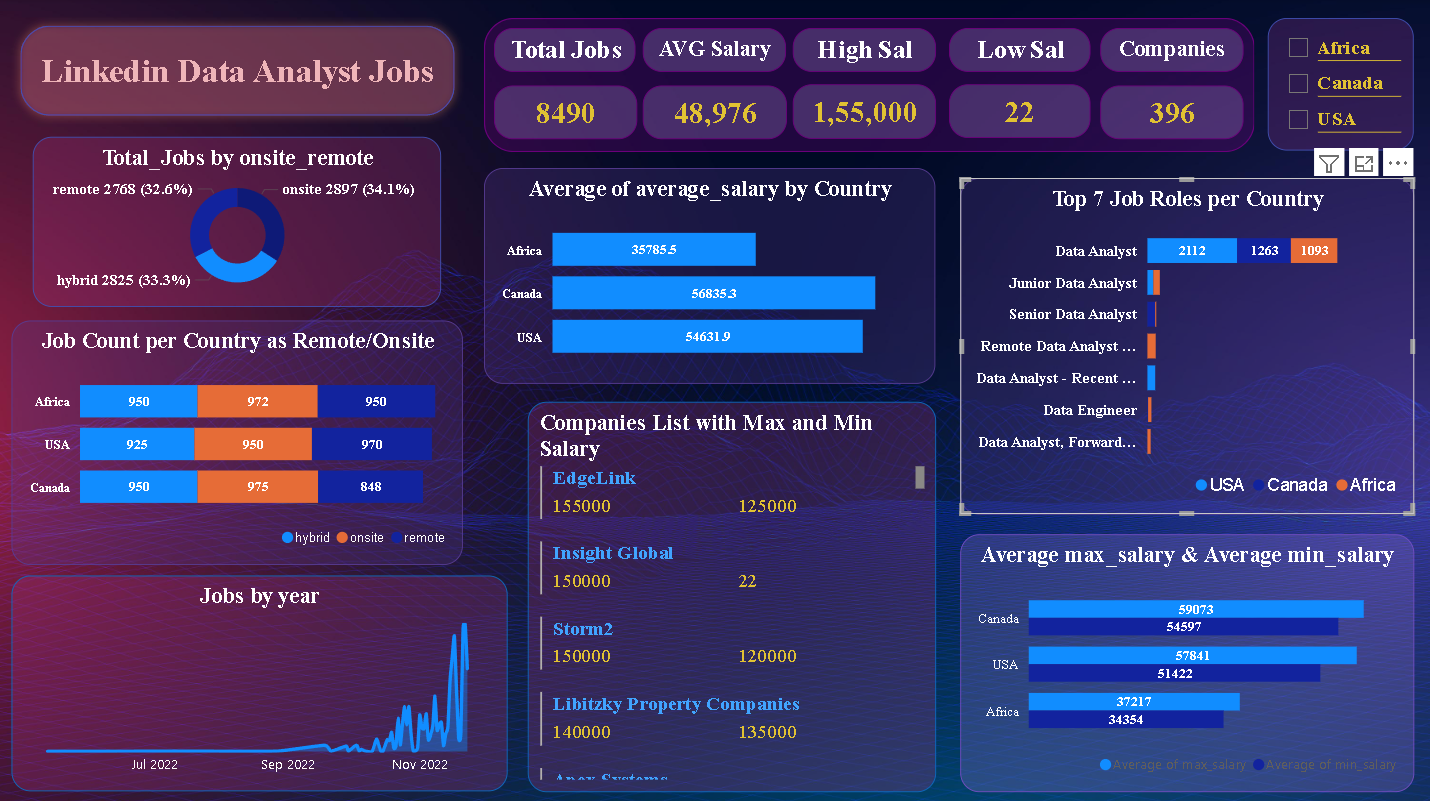 Linkedin Data Analyst Jobs
Total Jobs
AVG Salary
High Sal
Low Sal
Companies
8490
48,976
1,55,000
22
396
Africa
Canada
USA
Total_Jobs by onsite_remote
remote 2768 (32.6%)
onsite 2897 (34.1%)
hybrid 2825 (33.3%)
Job Count per Country as Remote/Onsite
Africa 950 972 950
USA 925 950 970
Canada 950 975 848
hybrid onsite remote
Jobs by year
Jul 2022 Sep 2022 Nov 2022
Average of average_salary by Country
Africa 35785.5
Canada 56835.3
USA 54631.9
Companies List with Max and Min
Salary
EdgeLink
155000 125000
Insight Global
150000 22
Storm2
150000 120000
Libitzky Property Companies
140000 135000
Apex Systems
Top 7 Job Roles per Country
Data Analyst 2112 1263 1093
Junior Data Analyst
Senior Data Analyst
Remote Data Analyst ...
Data Analyst - Recent ...
Data Engineer
Data Analyst, Forward...
USA Canada Africa
Average max_salary & Average min_salary
Canada 59073
54597
USA 57841
51422
Africa 37217
34354
Average of max_salary Average of min_salary